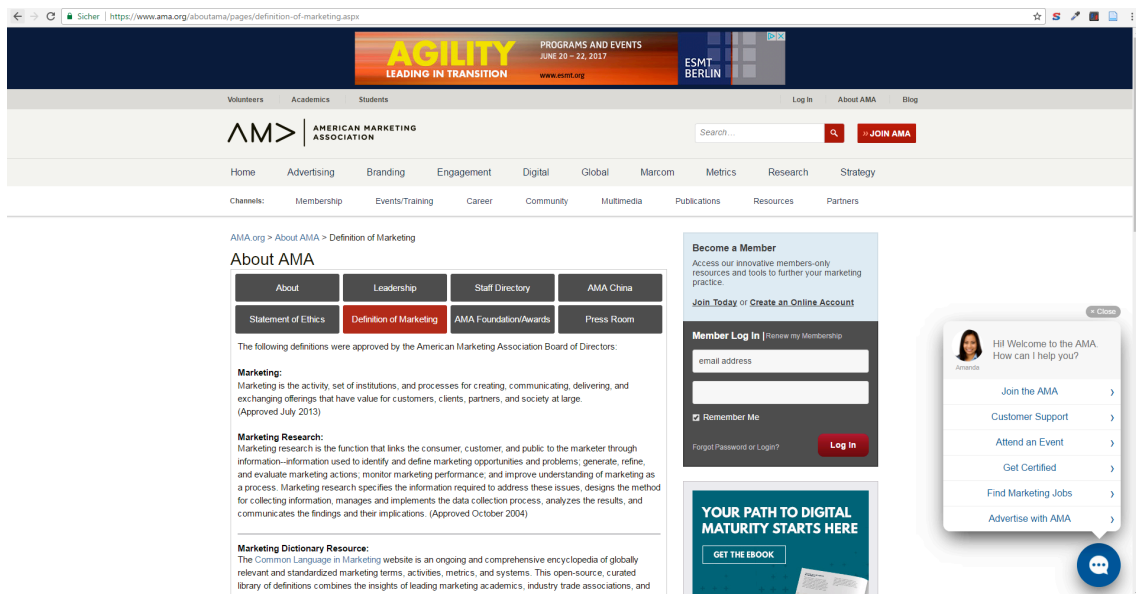 Sicher | https://www.ama.org/aboutama/pages/definition-of-marketing.aspx
AGILITY
LEADING IN TRANSITION
PROGRAMS AND EVENTS
JUNE 20 – 22, 2017
www.esmt.org
ESMT
BERLIN
Volunteers Academics Students Log In About AMA Blog
AMERICAN MARKETING
ASSOCIATION
Search...
» JOIN AMA
Home Advertising Branding Engagement Digital Global Marcom Metrics Research Strategy
Channels: Membership Events/Training Career Community Multimedia Publications Resources Partners
AMA.org > About AMA > Definition of Marketing
About AMA
About Leadership Staff Directory AMA China
Statement of Ethics Definition of Marketing AMA Foundation/Awards Press Room
The following definitions were approved by the American Marketing Association Board of Directors:
Marketing:
Marketing is the activity, set of institutions, and processes for creating, communicating, delivering, and
exchanging offerings that have value for customers, clients, partners, and society at large.
(Approved July 2013)
Marketing Research:
Marketing research is the function that links the consumer, customer, and public to the marketer through
information--information used to identify and define marketing opportunities and problems; generate, refine,
and evaluate marketing actions; monitor marketing performance; and improve understanding of marketing as
a process. Marketing research specifies the information required to address these issues, designs the method
for collecting information, manages and implements the data collection process, analyzes the results, and
communicates the findings and their implications. (Approved October 2004)
Marketing Dictionary Resource:
The Common Language in Marketing website is an ongoing and comprehensive encyclopedia of globally
relevant and standardized marketing terms, activities, metrics, and systems. This open-source, curated
library of definitions combines the insights of leading marketing academics, industry trade associations, and
Become a Member
Access our innovative members-only
resources and tools to further your marketing
practice.
Join Today or Create an Online Account
Member Log In | Renew my Membership
email address
Remember Me
Forgot Password or Login? Log In
YOUR PATH TO DIGITAL
MATURITY STARTS HERE
GET THE EBOOK
× Close
Hi! Welcome to the AMA.
How can I help you?
Amanda
Join the AMA
Customer Support
Attend an Event
Get Certified
Find Marketing Jobs
Advertise with AMA